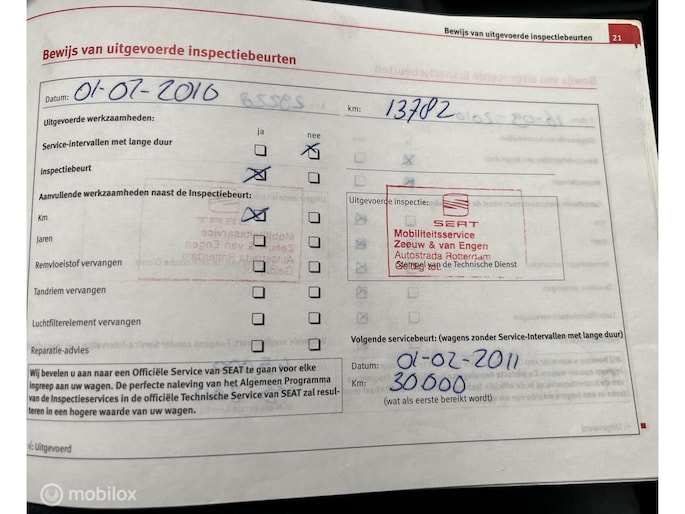 Bewijs van uitgevoerde inspectiebeurten 21
Bewijs van uitgevoerde inspectiebeurten
Datum: 01-02-2010
km: 13782
Uitgevoerde werkzaamheden:
ja nee
Service-Intervallen met lange duur
Inspectiebeurt
Aanvullende werkzaamheden naast de Inspectiebeurt:
Km
Jaren
Remvloeistof vervangen
Tandriem vervangen
Luchtfilterelement vervangen
Reparatie-advies
Uitgevoerde inspectie:
SEAT
Mobiliteitsservice
Zeeuw & van Engen
Autostrada Rotterdam
Geldig tot
Stempel van de Technische Dienst
Volgende servicebeurt: (wagens zonder Service-Intervallen met lange duur)
Datum: 01-02-2011
Km: 30000
(wat als eerste bereikt wordt)
Wij bevelen u aan naar een Officiële Service van SEAT te gaan voor elke
ingreep aan uw wagen. De perfecte naleving van het Algemeen Programma
van de Inspectieservices in de officiële Technische Service van SEAT zal resul-
teren in een hogere waarde van uw wagen.
: Uitgevoerd
mobilox